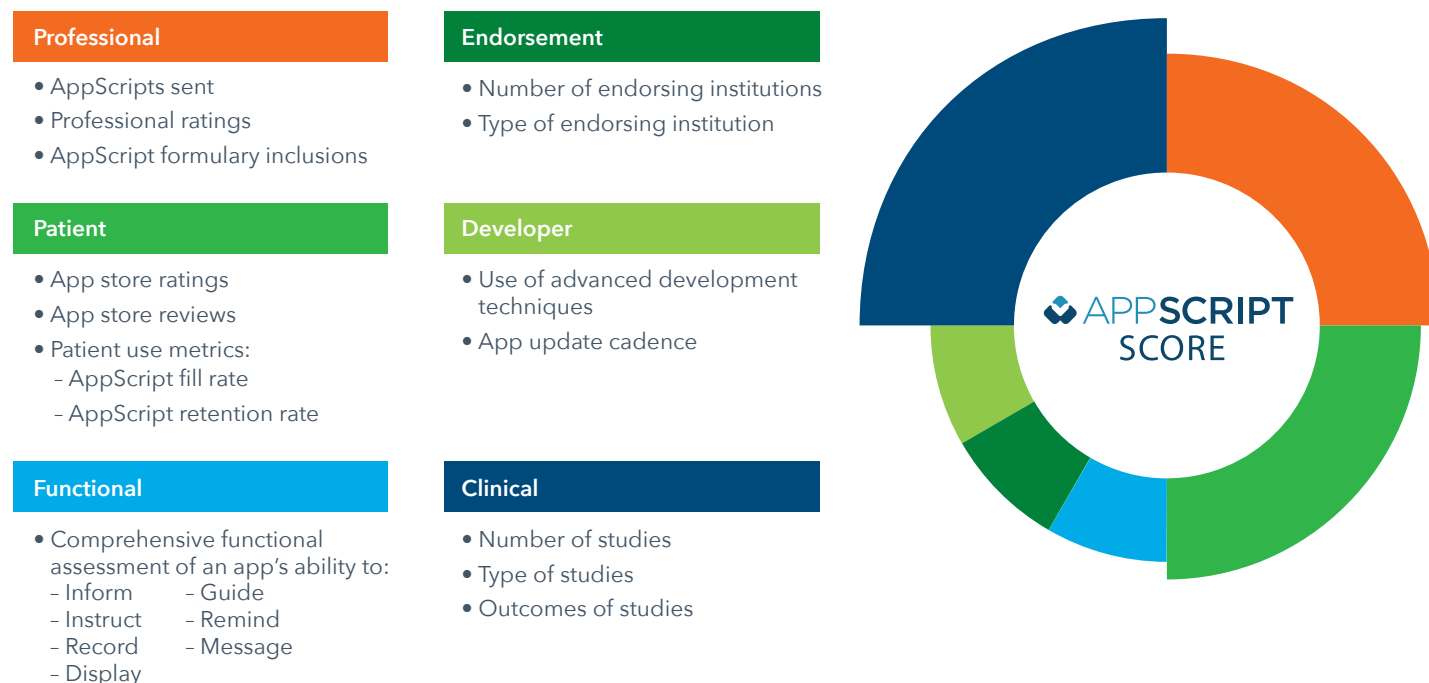 Professional
• AppScripts sent
• Professional ratings
• AppScript formulary inclusions
Endorsement
• Number of endorsing institutions
• Type of endorsing institution
Patient
• App store ratings
• App store reviews
• Patient use metrics:
– AppScript fill rate
– AppScript retention rate
Developer
• Use of advanced development
techniques
• App update cadence
Functional
• Comprehensive functional
assessment of an app’s ability to:
– Inform – Guide
– Instruct – Remind
– Record – Message
– Display
Clinical
• Number of studies
• Type of studies
• Outcomes of studies
APPSCRIPT
SCORE